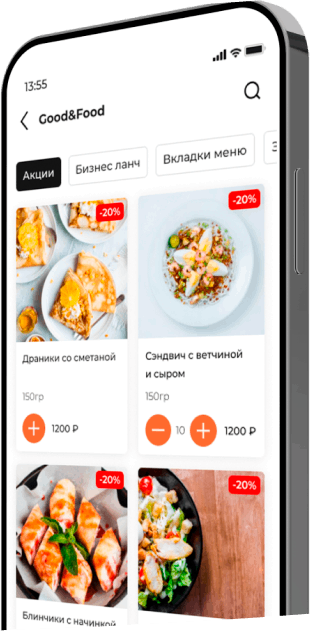 13:55
Good&Food
Акции
Бизнес ланч
Вкладки меню
-20%
-20%
Драники со сметаной
Сэндвич с ветчиной
и сыром
150гр
150гр
1200 ₽
10
1200 ₽
-20%
-20%
Блинчики с начинкой